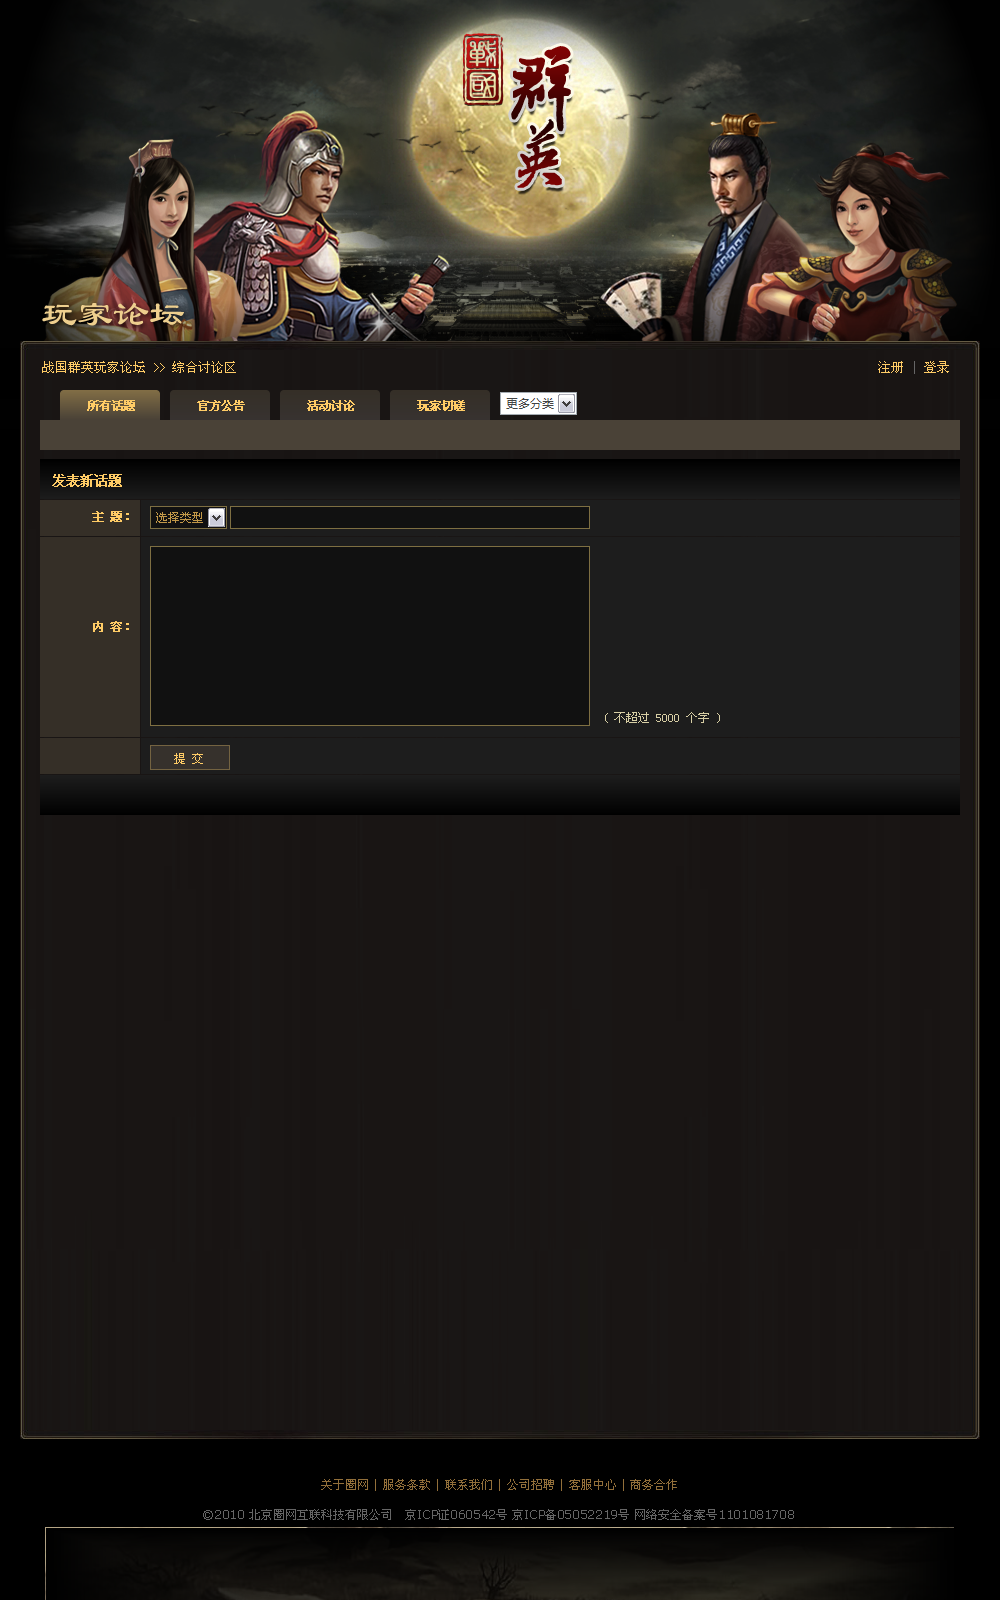 戰國
群英
玩家论坛
战国群英玩家论坛 >> 综合讨论区
注册 | 登录
所有话题 官方公告 活动讨论 玩家切磋 更多分类
发表新话题
主 题： 选择类型
内 容：
（ 不超过 5000 个字 ）
提 交
关于圈网 | 服务条款 | 联系我们 | 公司招聘 | 客服中心 | 商务合作
©2010 北京圈网互联科技有限公司 京ICP证060542号 京ICP备05052219号 网络安全备案号1101081708